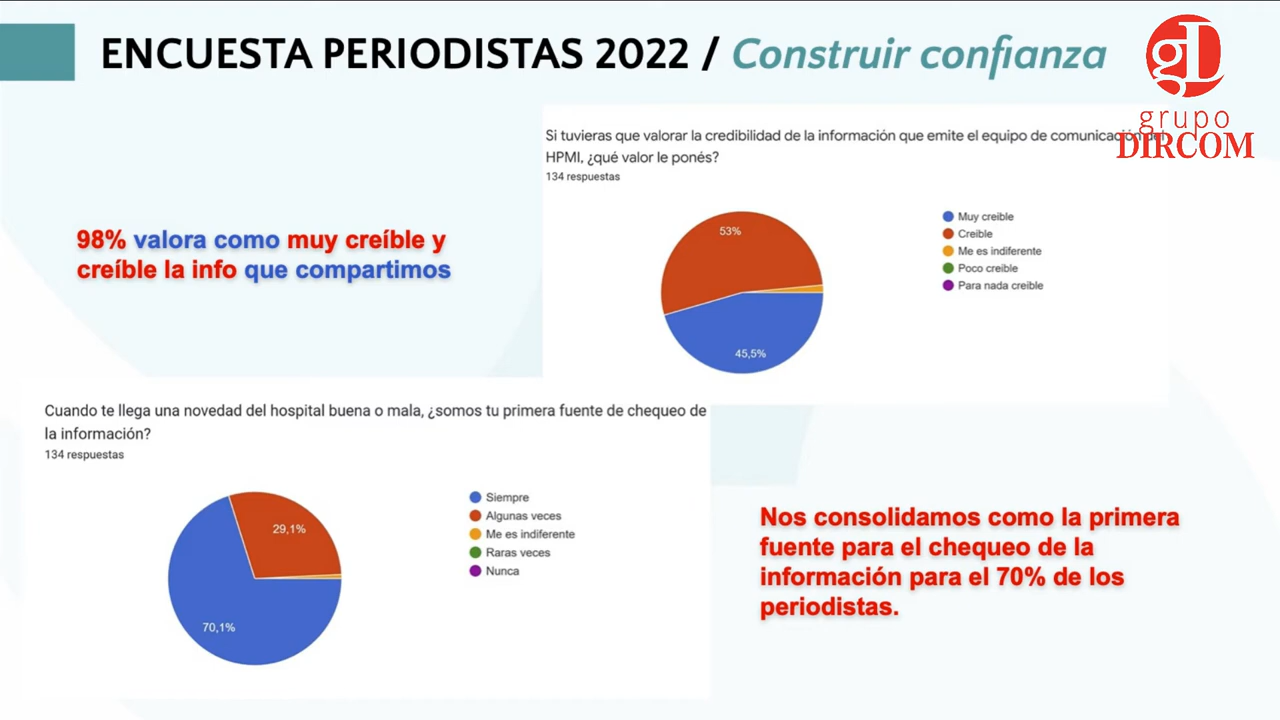 ENCUESTA PERIODISTAS 2022 / Construir confianza
grupo
DIRCOM
Si tuvieras que valorar la credibilidad de la información que emite el equipo de comunicación del
HPMI, ¿qué valor le ponés?
134 respuestas
53%
45,5%
Muy creible
Creible
Me es indiferente
Poco creible
Para nada creible
98% valora como muy creíble y
creíble la info que compartimos
Cuando te llega una novedad del hospital buena o mala, ¿somos tu primera fuente de chequeo de
la información?
134 respuestas
29,1%
70,1%
Siempre
Algunas veces
Me es indiferente
Raras veces
Nunca
Nos consolidamos como la primera
fuente para el chequeo de la
información para el 70% de los
periodistas.